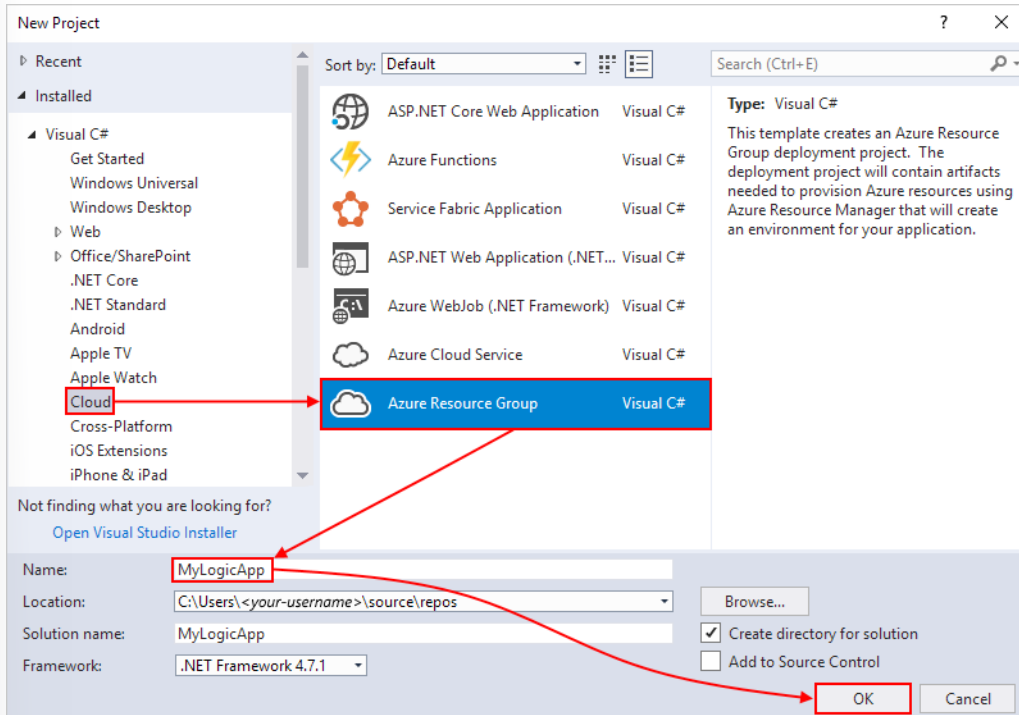 New Project
?
Recent
Installed
Visual C#
Get Started
Windows Universal
Windows Desktop
Web
Office/SharePoint
.NET Core
.NET Standard
Android
Apple TV
Apple Watch
Cloud
Cross-Platform
iOS Extensions
iPhone & iPad
Not finding what you are looking for?
Open Visual Studio Installer
Sort by: Default
ASP.NET Core Web Application Visual C#
Azure Functions Visual C#
Service Fabric Application Visual C#
ASP.NET Web Application (.NET... Visual C#
Azure WebJob (.NET Framework) Visual C#
Azure Cloud Service Visual C#
Azure Resource Group Visual C#
Search (Ctrl+E)
Type: Visual C#
This template creates an Azure Resource
Group deployment project. The
deployment project will contain artifacts
needed to provision Azure resources using
Azure Resource Manager that will create
an environment for your application.
Name: MyLogicApp
Location: C:\Users\<your-username>\source\repos
Browse...
Solution name: MyLogicApp
Create directory for solution
Framework: .NET Framework 4.7.1
Add to Source Control
OK
Cancel